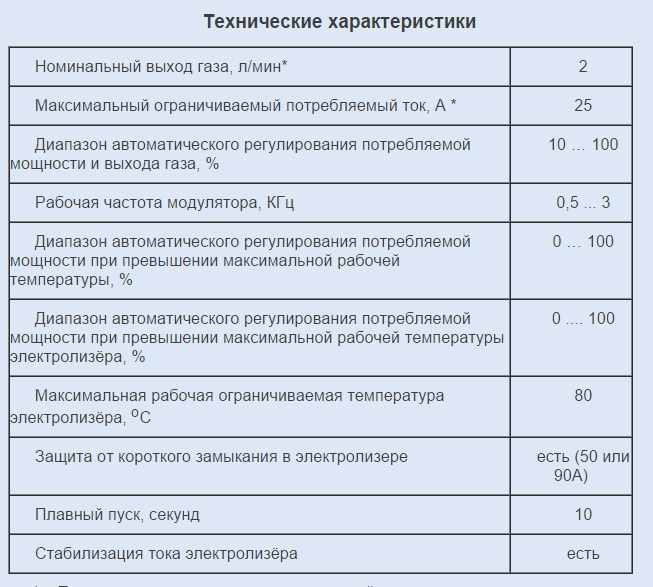 Технические характеристики
Номинальный выход газа, л/мин* 2
Максимальный ограничиваемый потребляемый ток, А * 25
Диапазон автоматического регулирования потребляемой 10 … 100
мощности и выхода газа, %
Рабочая частота модулятора, КГц 0,5 ... 3
Диапазон автоматического регулирования потребляемой 0 … 100
мощности при превышении максимальной рабочей
температуры, %
Диапазон автоматического регулирования потребляемой 0 .... 100
мощности при превышении максимальной рабочей температуры
электролизёра, %
Максимальная рабочая ограничиваемая температура 80
электролизёра, ᴼС
Защита от короткого замыкания в электролизере есть (50 или
90А)
Плавный пуск, секунд 10
Стабилизация тока электролизёра есть